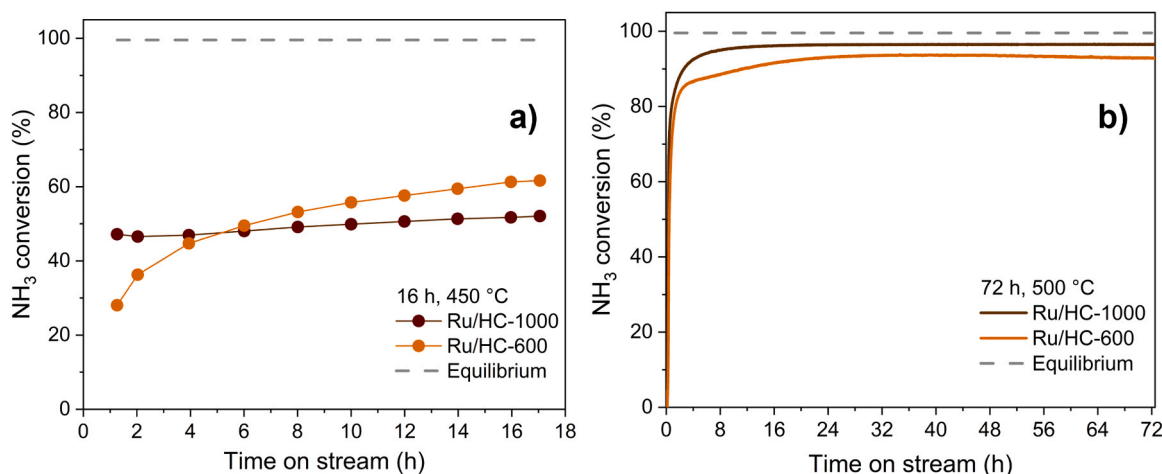 a)
NH₃ conversion (%)
100
80
60
40
20
0
16 h, 450 °C
Ru/HC-1000
Ru/HC-600
Equilibrium
0 2 4 6 8 10 12 14 16 18
Time on stream (h)
b)
NH₃ conversion (%)
100
80
60
40
20
0
72 h, 500 °C
Ru/HC-1000
Ru/HC-600
Equilibrium
0 8 16 24 32 40 48 56 64 72
Time on stream (h)